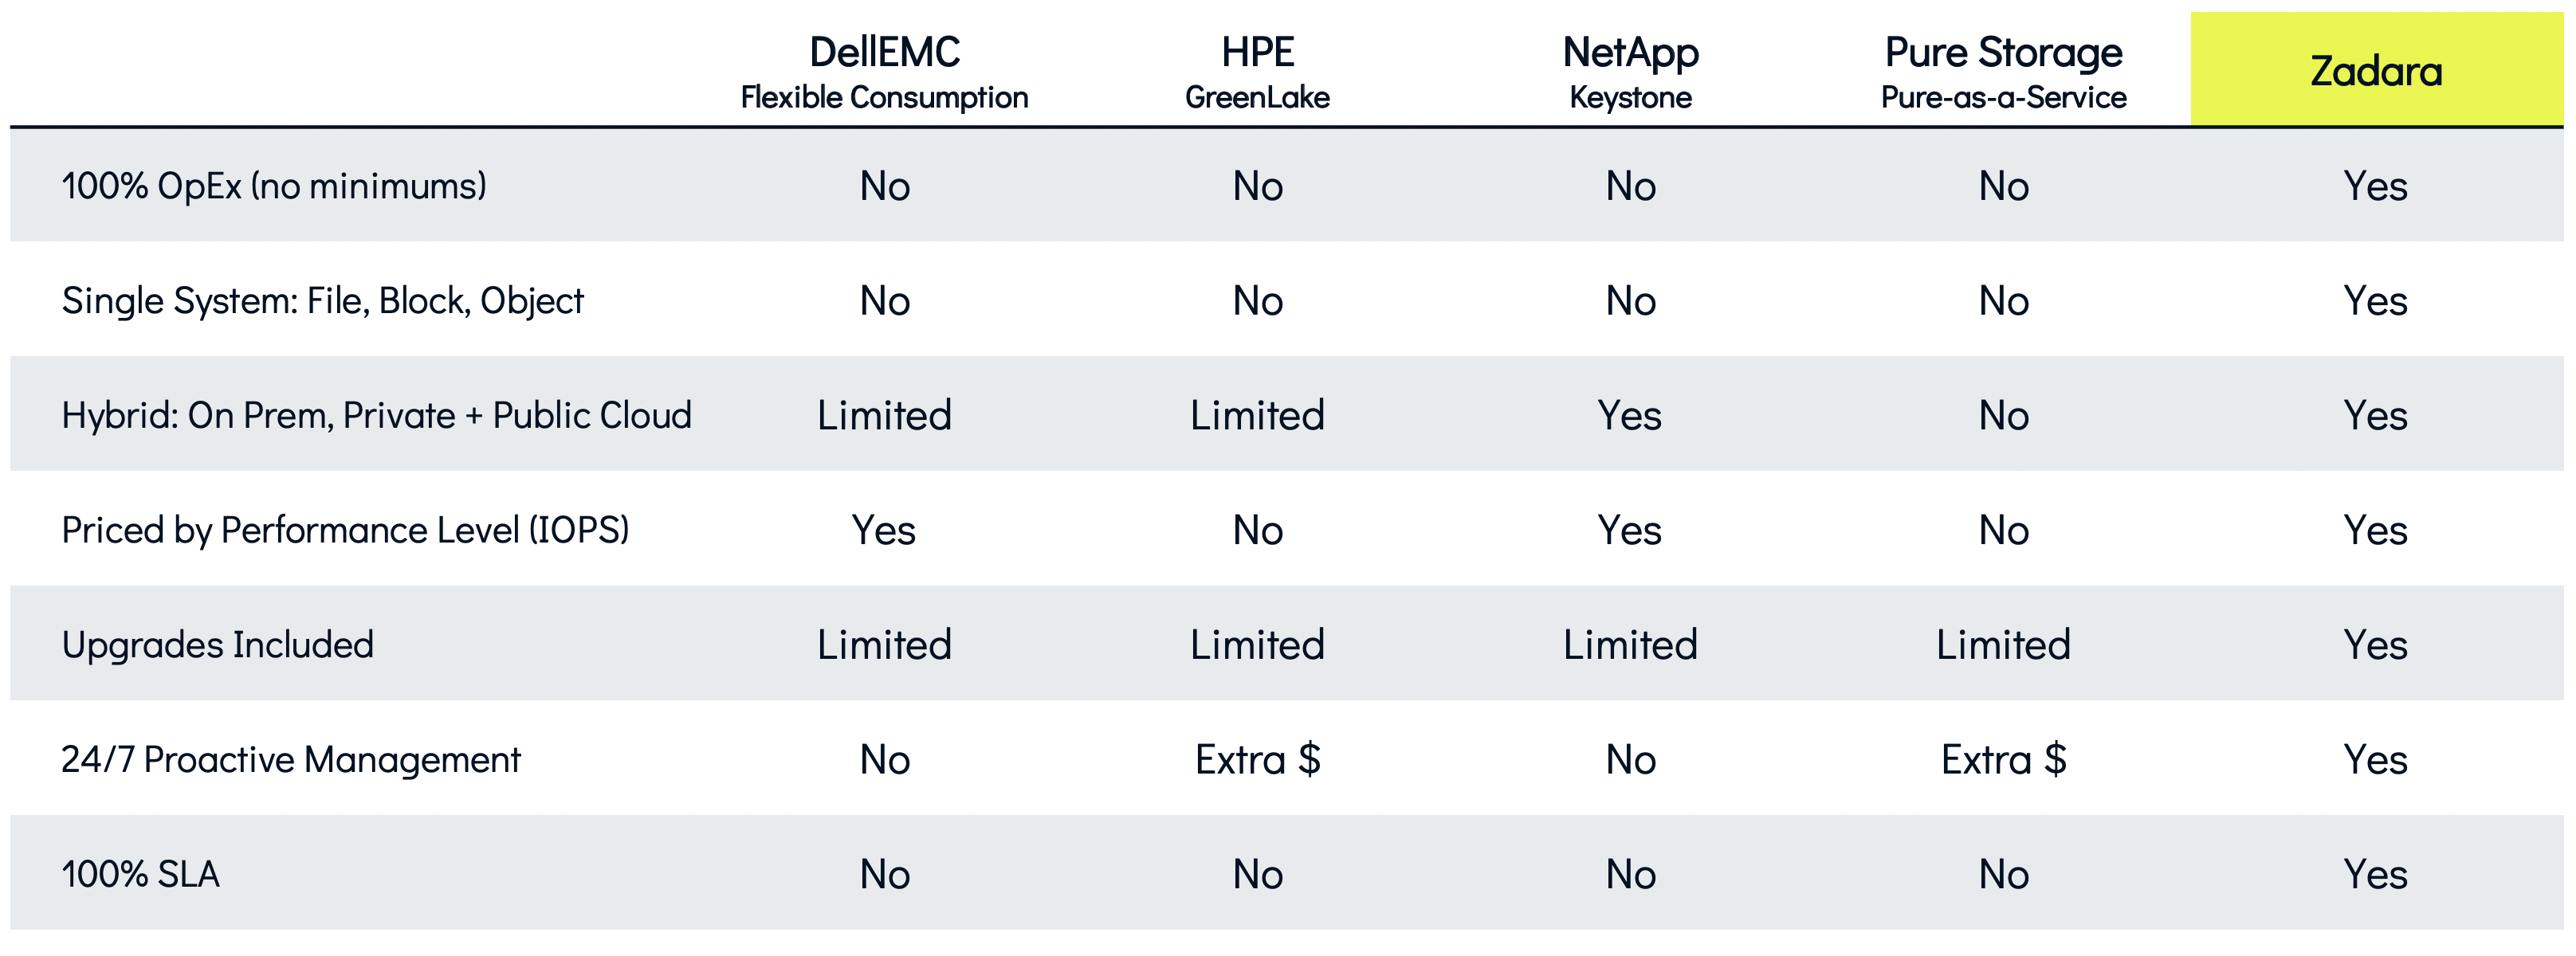 DellEMC HPE NetApp Pure Storage Zadara
Flexible Consumption GreenLake Keystone Pure-as-a-Service
100% OpEx (no minimums) No No No No Yes
Single System: File, Block, Object No No No No Yes
Hybrid: On Prem, Private + Public Cloud Limited Limited Yes No Yes
Priced by Performance Level (IOPS) Yes No Yes No Yes
Upgrades Included Limited Limited Limited Limited Yes
24/7 Proactive Management No Extra $ No Extra $ Yes
100% SLA No No No No Yes